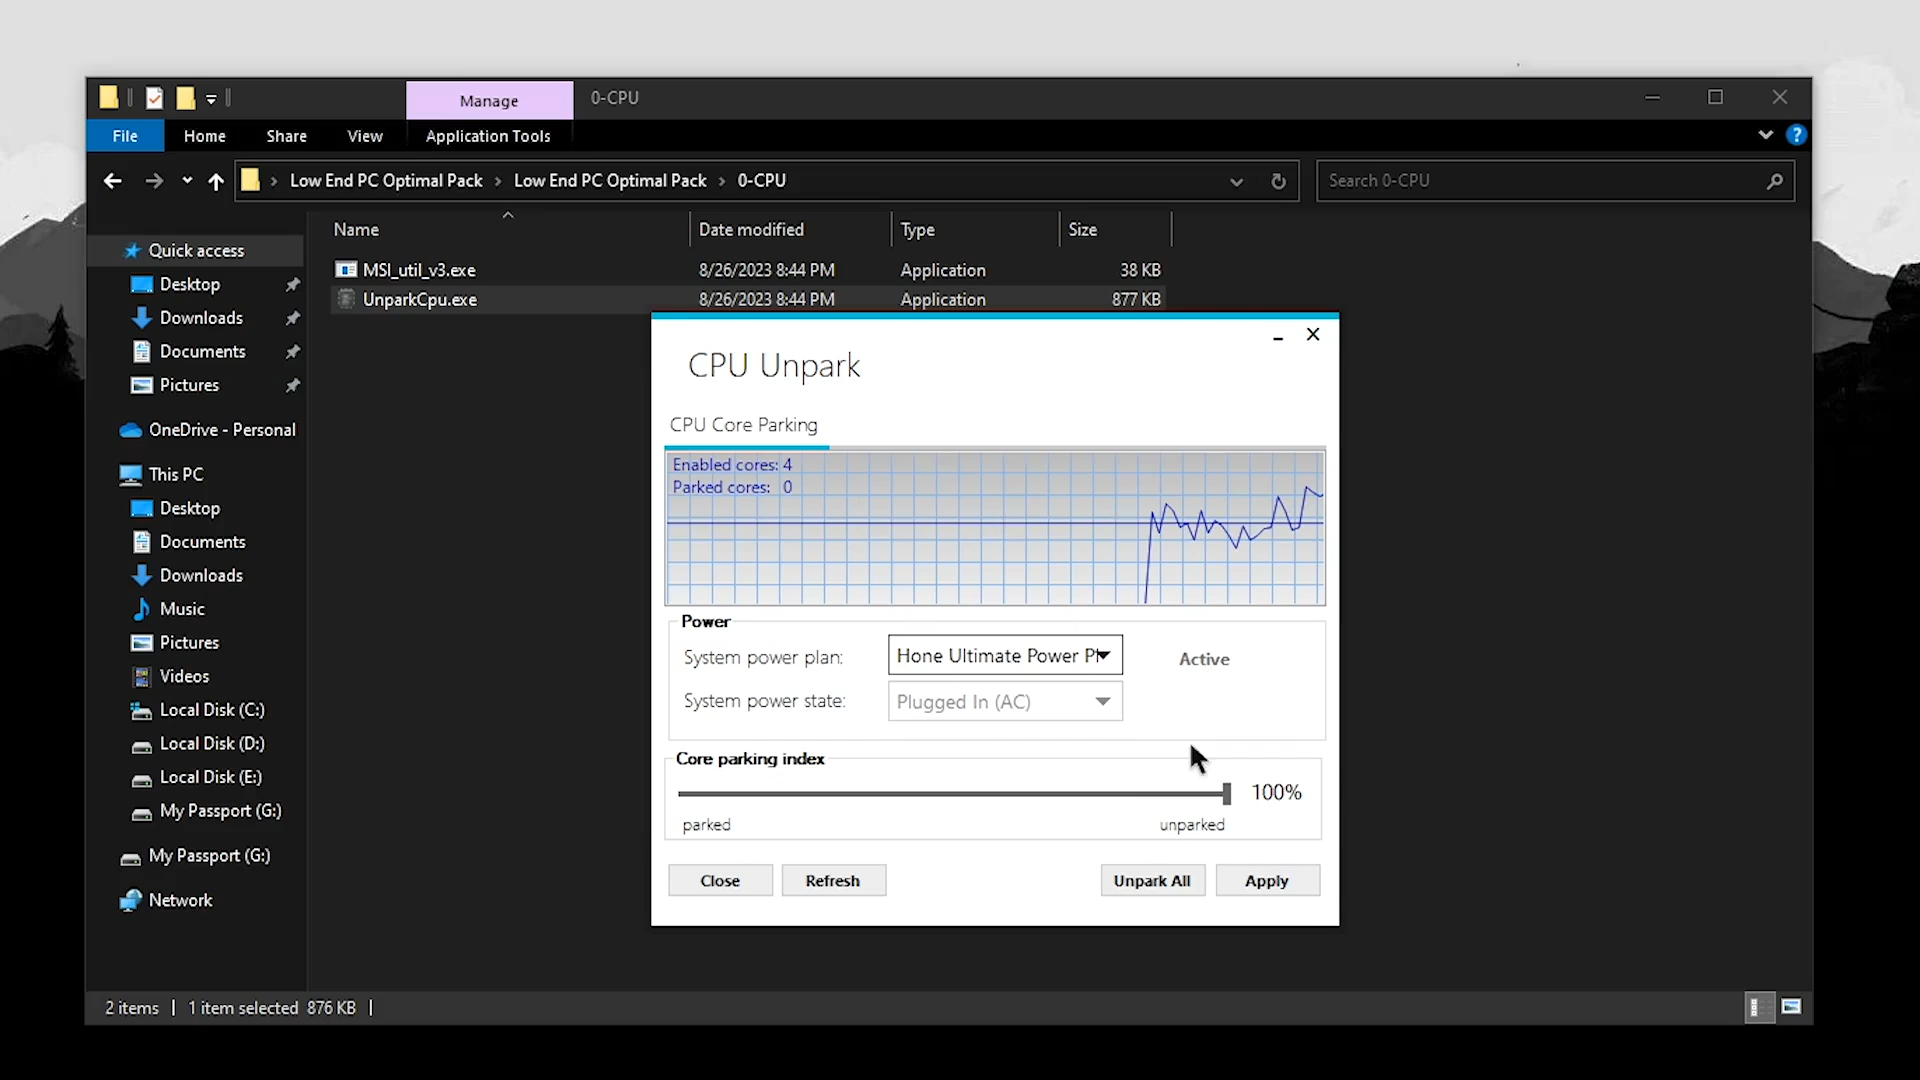 Manage
0-CPU
File
Home
Share
View
Application Tools
?
Low End PC Optimal Pack > Low End PC Optimal Pack > 0-CPU
Search 0-CPU
Name
Date modified
Type
Size
MSI_util_v3.exe
8/26/2023 8:44 PM
Application
38 KB
UnparkCpu.exe
8/26/2023 8:44 PM
Application
877 KB
Quick access
Desktop
Downloads
Documents
Pictures
OneDrive - Personal
This PC
Desktop
Documents
Downloads
Music
Pictures
Videos
Local Disk (C:)
Local Disk (D:)
Local Disk (E:)
My Passport (G:)
My Passport (G:)
Network
CPU Unpark
CPU Core Parking
Enabled cores: 4
Parked cores: 0
Power
System power plan:
Hone Ultimate Power Pl
Active
System power state:
Plugged In (AC)
Core parking index
100%
parked
unparked
Close
Refresh
Unpark All
Apply
2 items
1 item selected 876 KB